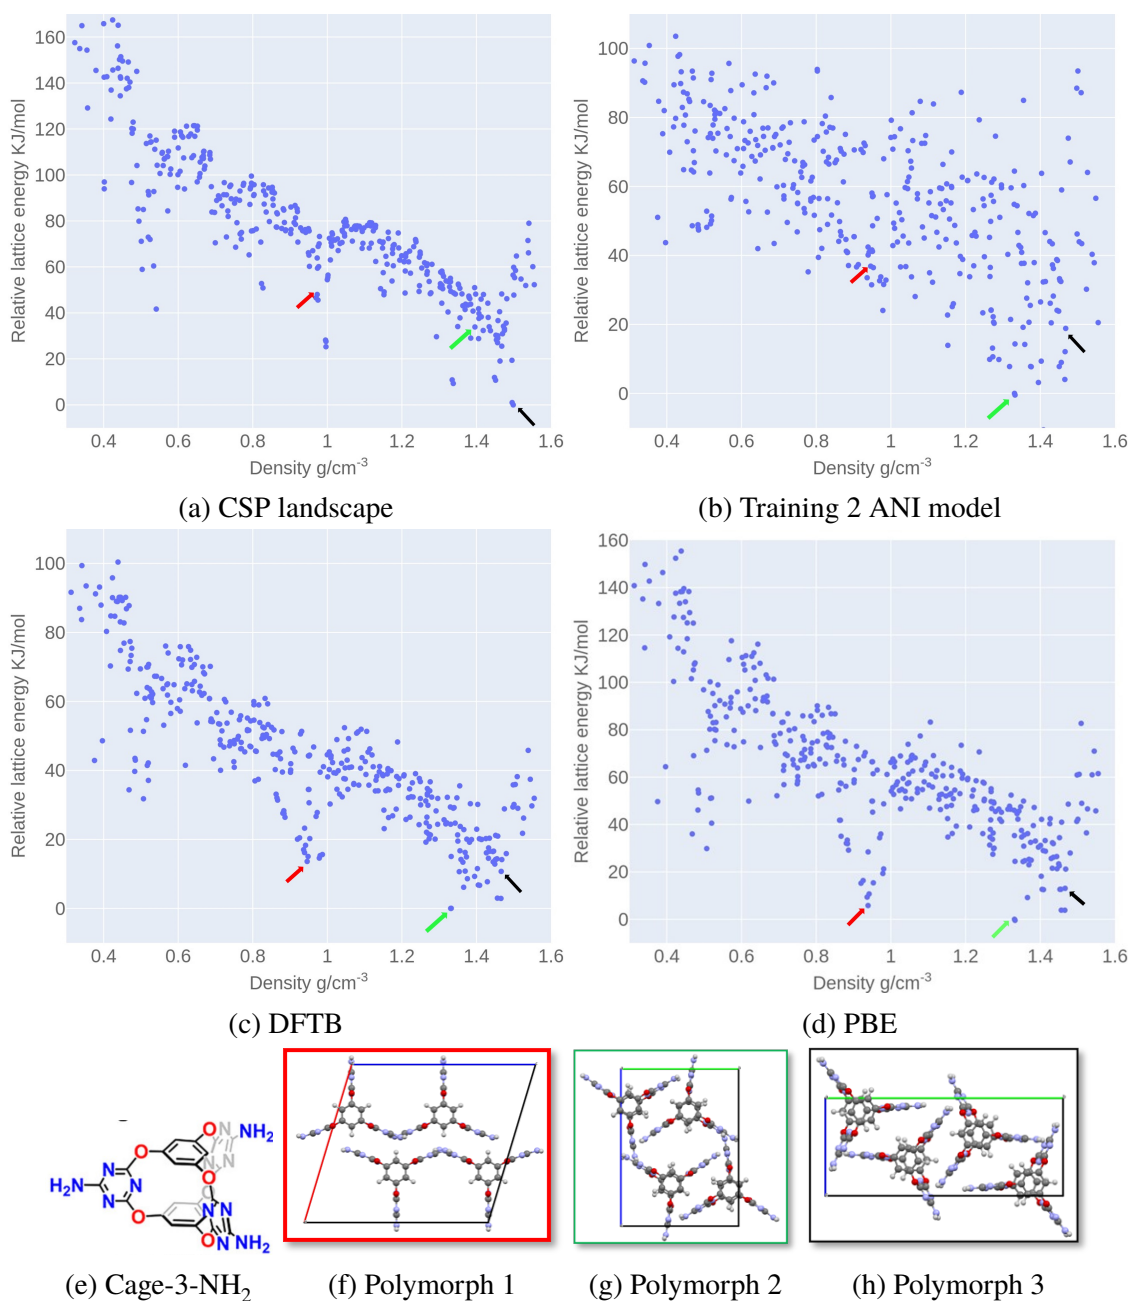 Relative lattice energy KJ/mol
160
140
120
100
80
60
40
20
0
0.4 0.6 0.8 1 1.2 1.4 1.6
Density g/cm-3
(a) CSP landscape
Relative lattice energy KJ/mol
100
80
60
40
20
0
0.4 0.6 0.8 1 1.2 1.4 1.6
Density g/cm-3
(b) Training 2 ANI model
Relative lattice energy KJ/mol
100
80
60
40
20
0
0.4 0.6 0.8 1 1.2 1.4 1.6
Density g/cm-3
(c) DFTB
Relative lattice energy KJ/mol
160
140
120
100
80
60
40
20
0
0.4 0.6 0.8 1 1.2 1.4 1.6
Density g/cm-3
(d) PBE
O N NH2
O N N
N O
H2N N O
N O N N
O N NH2
(e) Cage-3-NH2
(f) Polymorph 1
(g) Polymorph 2
(h) Polymorph 3